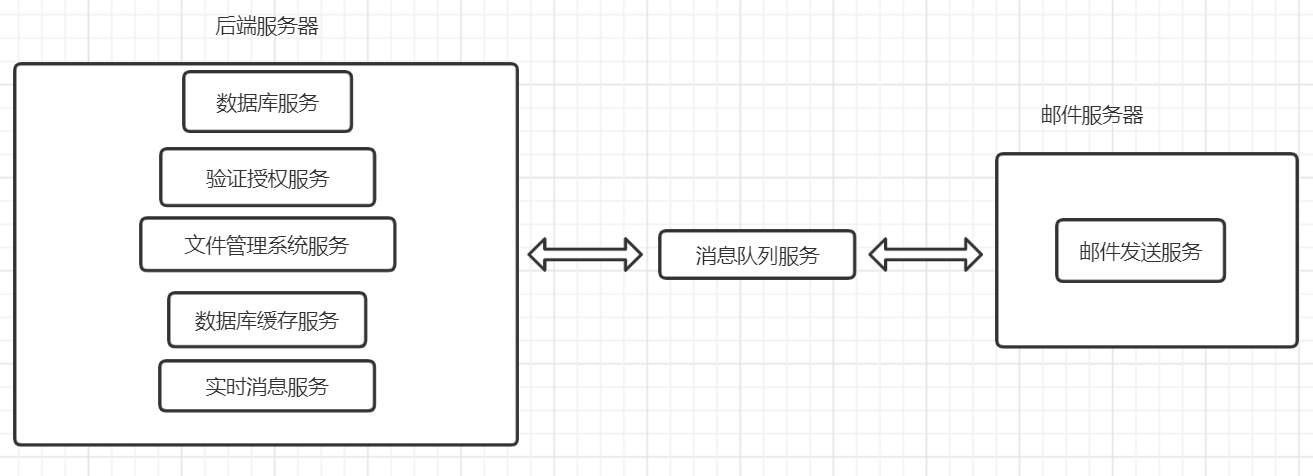 后端服务器
数据库服务
验证授权服务
文件管理系统服务
数据库缓存服务
实时消息服务
消息队列服务
邮件服务器
邮件发送服务